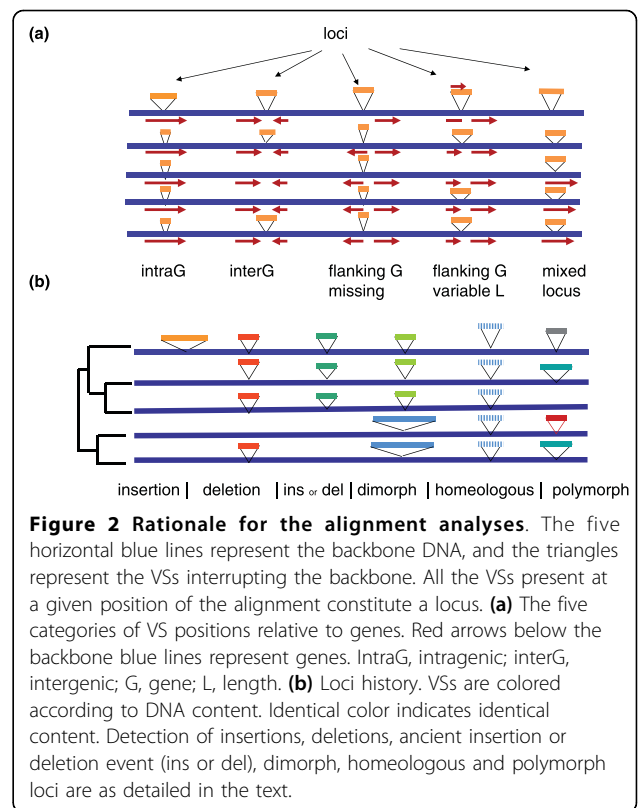 (a)
loci
intraG
interG
flanking G
missing
flanking G
variable L
mixed
locus
(b)
insertion | deletion | ins or del | dimorph | homeologous | polymorph
Figure 2 Rationale for the alignment analyses. The five
horizontal blue lines represent the backbone DNA, and the triangles
represent the VSs interrupting the backbone. All the VSs present at
a given position of the alignment constitute a locus. (a) The five
categories of VS positions relative to genes. Red arrows below the
backbone blue lines represent genes. IntraG, intragenic; interG,
intergenic; G, gene; L, length. (b) Loci history. VSs are colored
according to DNA content. Identical color indicates identical
content. Detection of insertions, deletions, ancient insertion or
deletion event (ins or del), dimorph, homeologous and polymorph
loci are as detailed in the text.